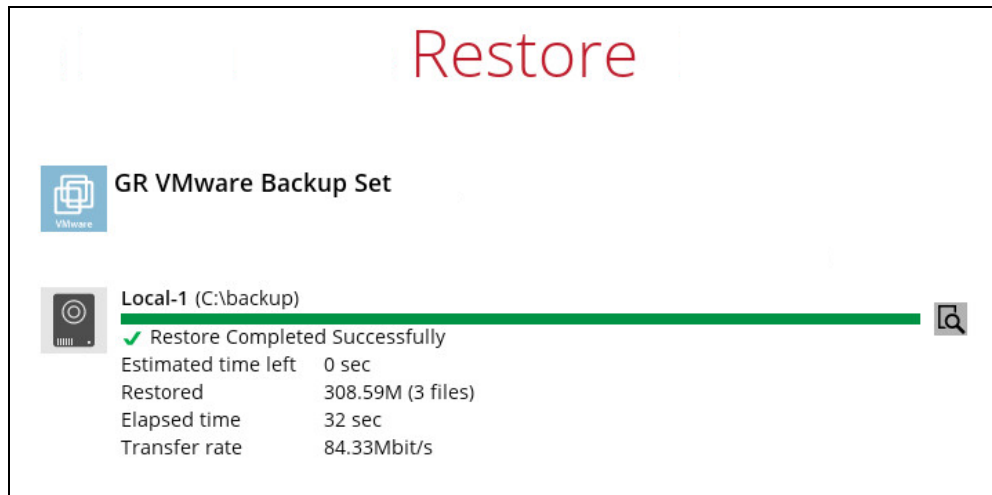 Restore
GR VMware Backup Set
VMware
Local-1 (C:\backup)
Restore Completed Successfully
Estimated time left 0 sec
Restored 308.59M (3 files)
Elapsed time 32 sec
Transfer rate 84.33Mbit/s